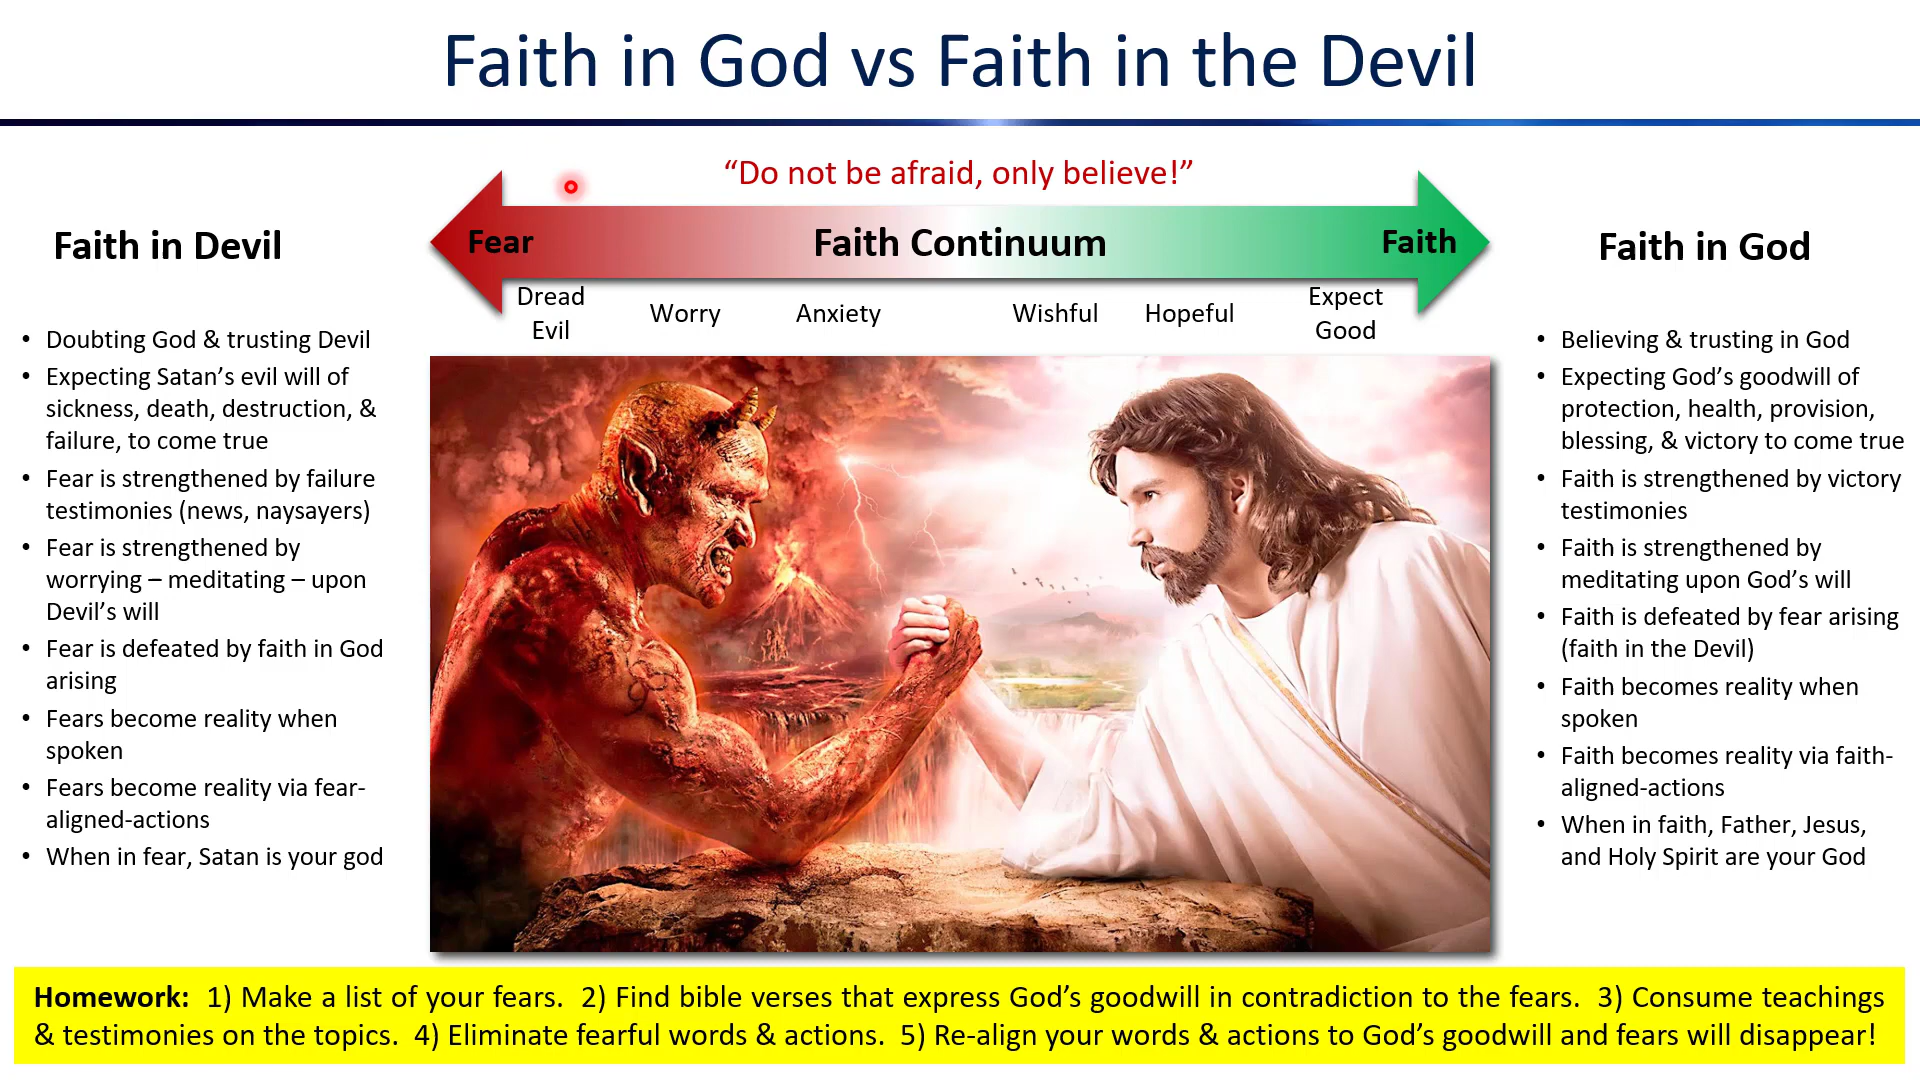 Faith in God vs Faith in the Devil
“Do not be afraid, only believe!”
Fear
Faith Continuum
Faith
Dread
Evil
Worry
Anxiety
Wishful
Hopeful
Expect
Good
Faith in Devil
• Doubting God & trusting Devil
• Expecting Satan’s evil will of
sickness, death, destruction, &
failure, to come true
• Fear is strengthened by failure
testimonies (news, naysayers)
• Fear is strengthened by
worrying – meditating – upon
Devil’s will
• Fear is defeated by faith in God
arising
• Fears become reality when
spoken
• Fears become reality via fear-
aligned-actions
• When in fear, Satan is your god
Faith in God
• Believing & trusting in God
• Expecting God’s goodwill of
protection, health, provision,
blessing, & victory to come true
• Faith is strengthened by victory
testimonies
• Faith is strengthened by
meditating upon God’s will
• Faith is defeated by fear arising
(faith in the Devil)
• Faith becomes reality when
spoken
• Faith becomes reality via faith-
aligned-actions
• When in faith, Father, Jesus,
and Holy Spirit are your God
Homework: 1) Make a list of your fears. 2) Find bible verses that express God’s goodwill in contradiction to the fears. 3) Consume teachings
& testimonies on the topics. 4) Eliminate fearful words & actions. 5) Re-align your words & actions to God’s goodwill and fears will disappear!